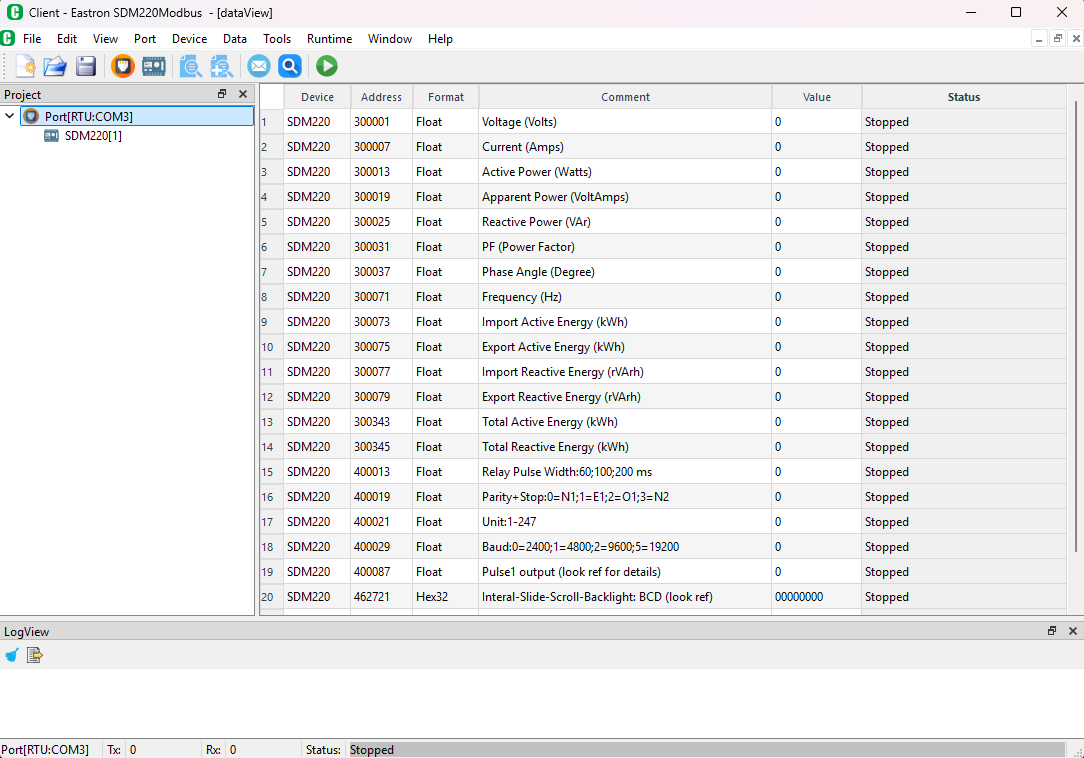 Client - Eastron SDM220Modbus - [dataView]
File Edit View Port Device Data Tools Runtime Window Help
Project
Port[RTU:COM3]
SDM220[1]
Device Address Format Comment Value Status
1 SDM220 300001 Float Voltage (Volts) 0 Stopped
2 SDM220 300007 Float Current (Amps) 0 Stopped
3 SDM220 300013 Float Active Power (Watts) 0 Stopped
4 SDM220 300019 Float Apparent Power (VoltAmps) 0 Stopped
5 SDM220 300025 Float Reactive Power (VAr) 0 Stopped
6 SDM220 300031 Float PF (Power Factor) 0 Stopped
7 SDM220 300037 Float Phase Angle (Degree) 0 Stopped
8 SDM220 300071 Float Frequency (Hz) 0 Stopped
9 SDM220 300073 Float Import Active Energy (kWh) 0 Stopped
10 SDM220 300075 Float Export Active Energy (kWh) 0 Stopped
11 SDM220 300077 Float Import Reactive Energy (rVArh) 0 Stopped
12 SDM220 300079 Float Export Reactive Energy (rVArh) 0 Stopped
13 SDM220 300343 Float Total Active Energy (kWh) 0 Stopped
14 SDM220 300345 Float Total Reactive Energy (kWh) 0 Stopped
15 SDM220 400013 Float Relay Pulse Width:60;100;200 ms 0 Stopped
16 SDM220 400019 Float Parity+Stop:0=N1;1=E1;2=O1;3=N2 0 Stopped
17 SDM220 400021 Float Unit:1-247 0 Stopped
18 SDM220 400029 Float Baud:0=2400;1=4800;2=9600;5=19200 0 Stopped
19 SDM220 400087 Float Pulse1 output (look ref for details) 0 Stopped
20 SDM220 462721 Hex32 Interal-Slide-Scroll-Backlight: BCD (look ref) 00000000 Stopped
LogView
Port[RTU:COM3] Tx: 0 Rx: 0 Status: Stopped